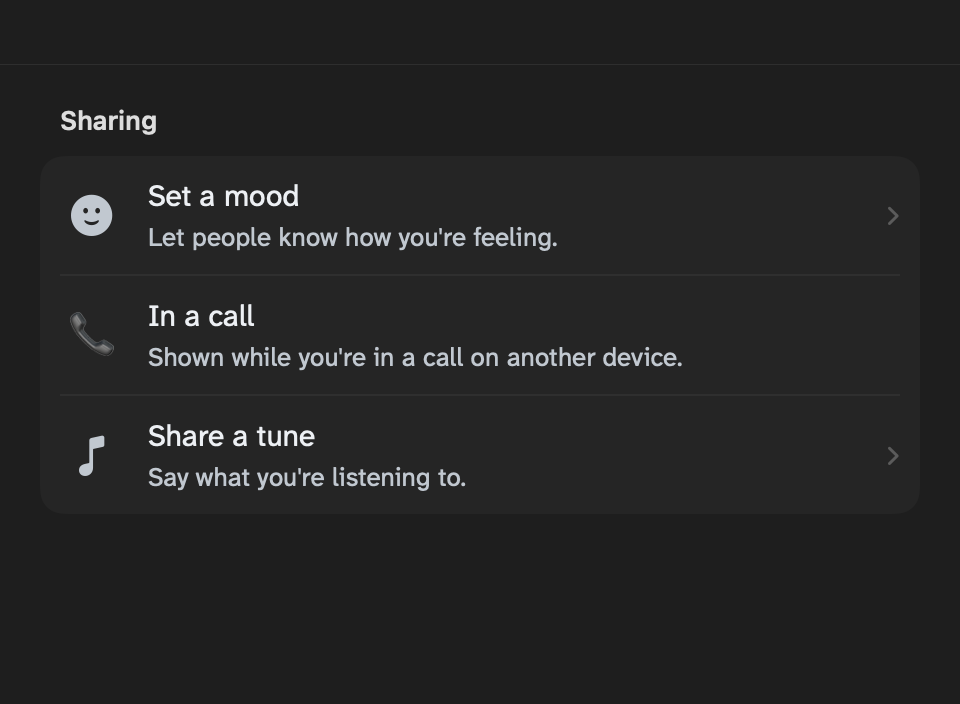 Sharing
Set a mood
Let people know how you're feeling.
In a call
Shown while you're in a call on another device.
Share a tune
Say what you're listening to.